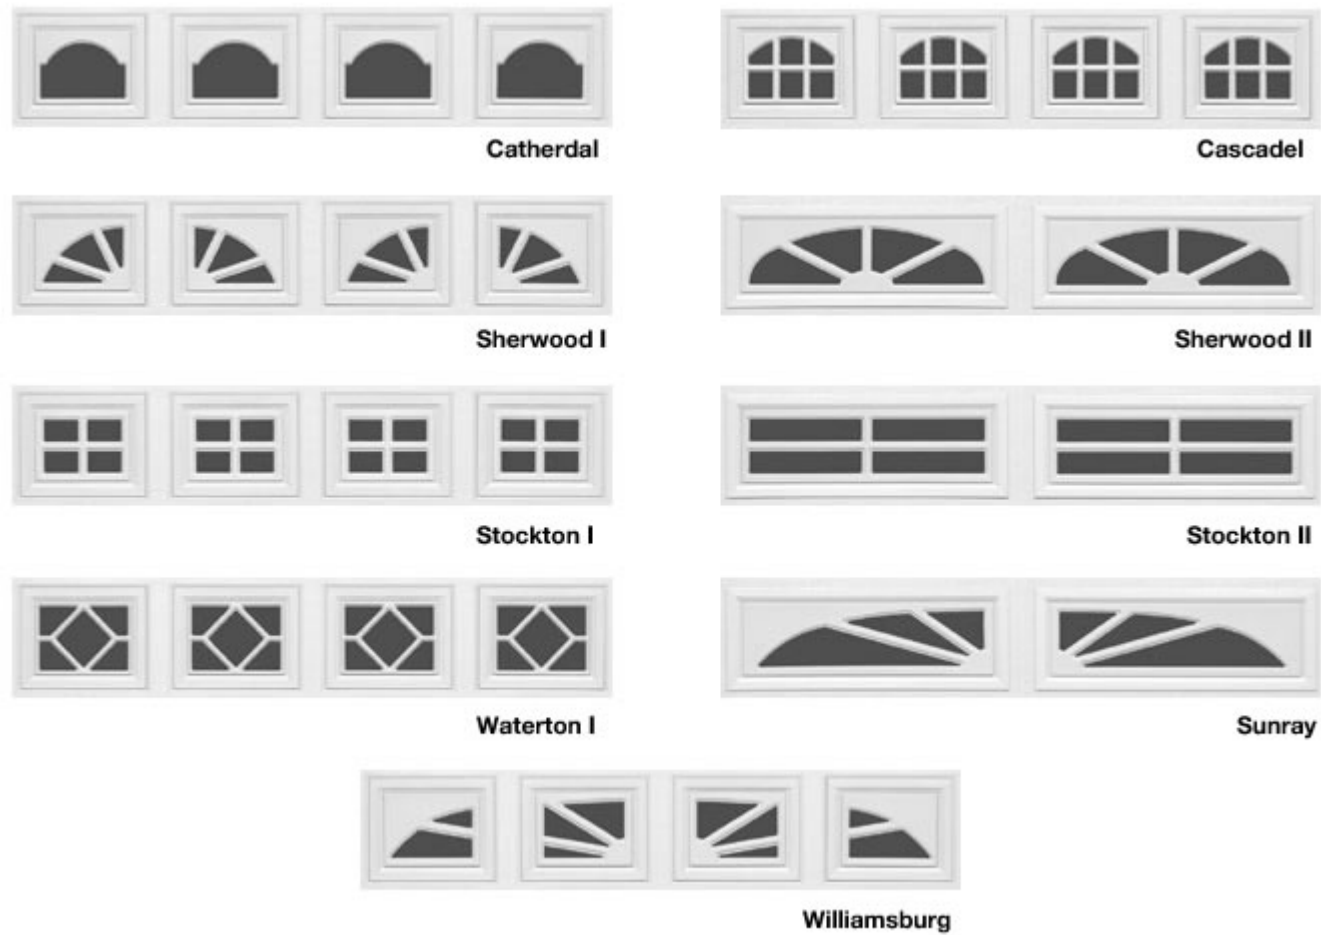 Catherdal
Cascadel
Sherwood I
Sherwood II
Stockton I
Stockton II
Waterton I
Sunray
Williamsburg